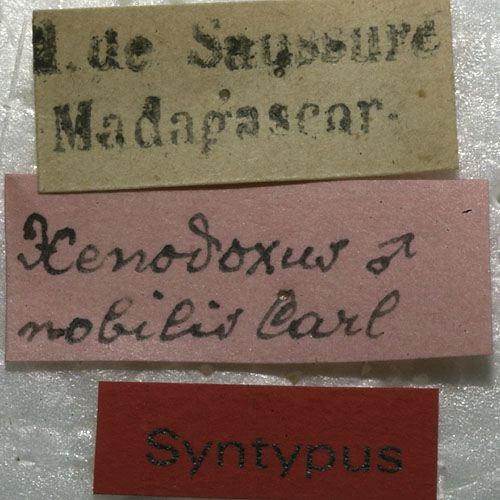 d. de Saussure
Madagascar.
Xenodoxus ♂
nobilis Carl
Syntypus